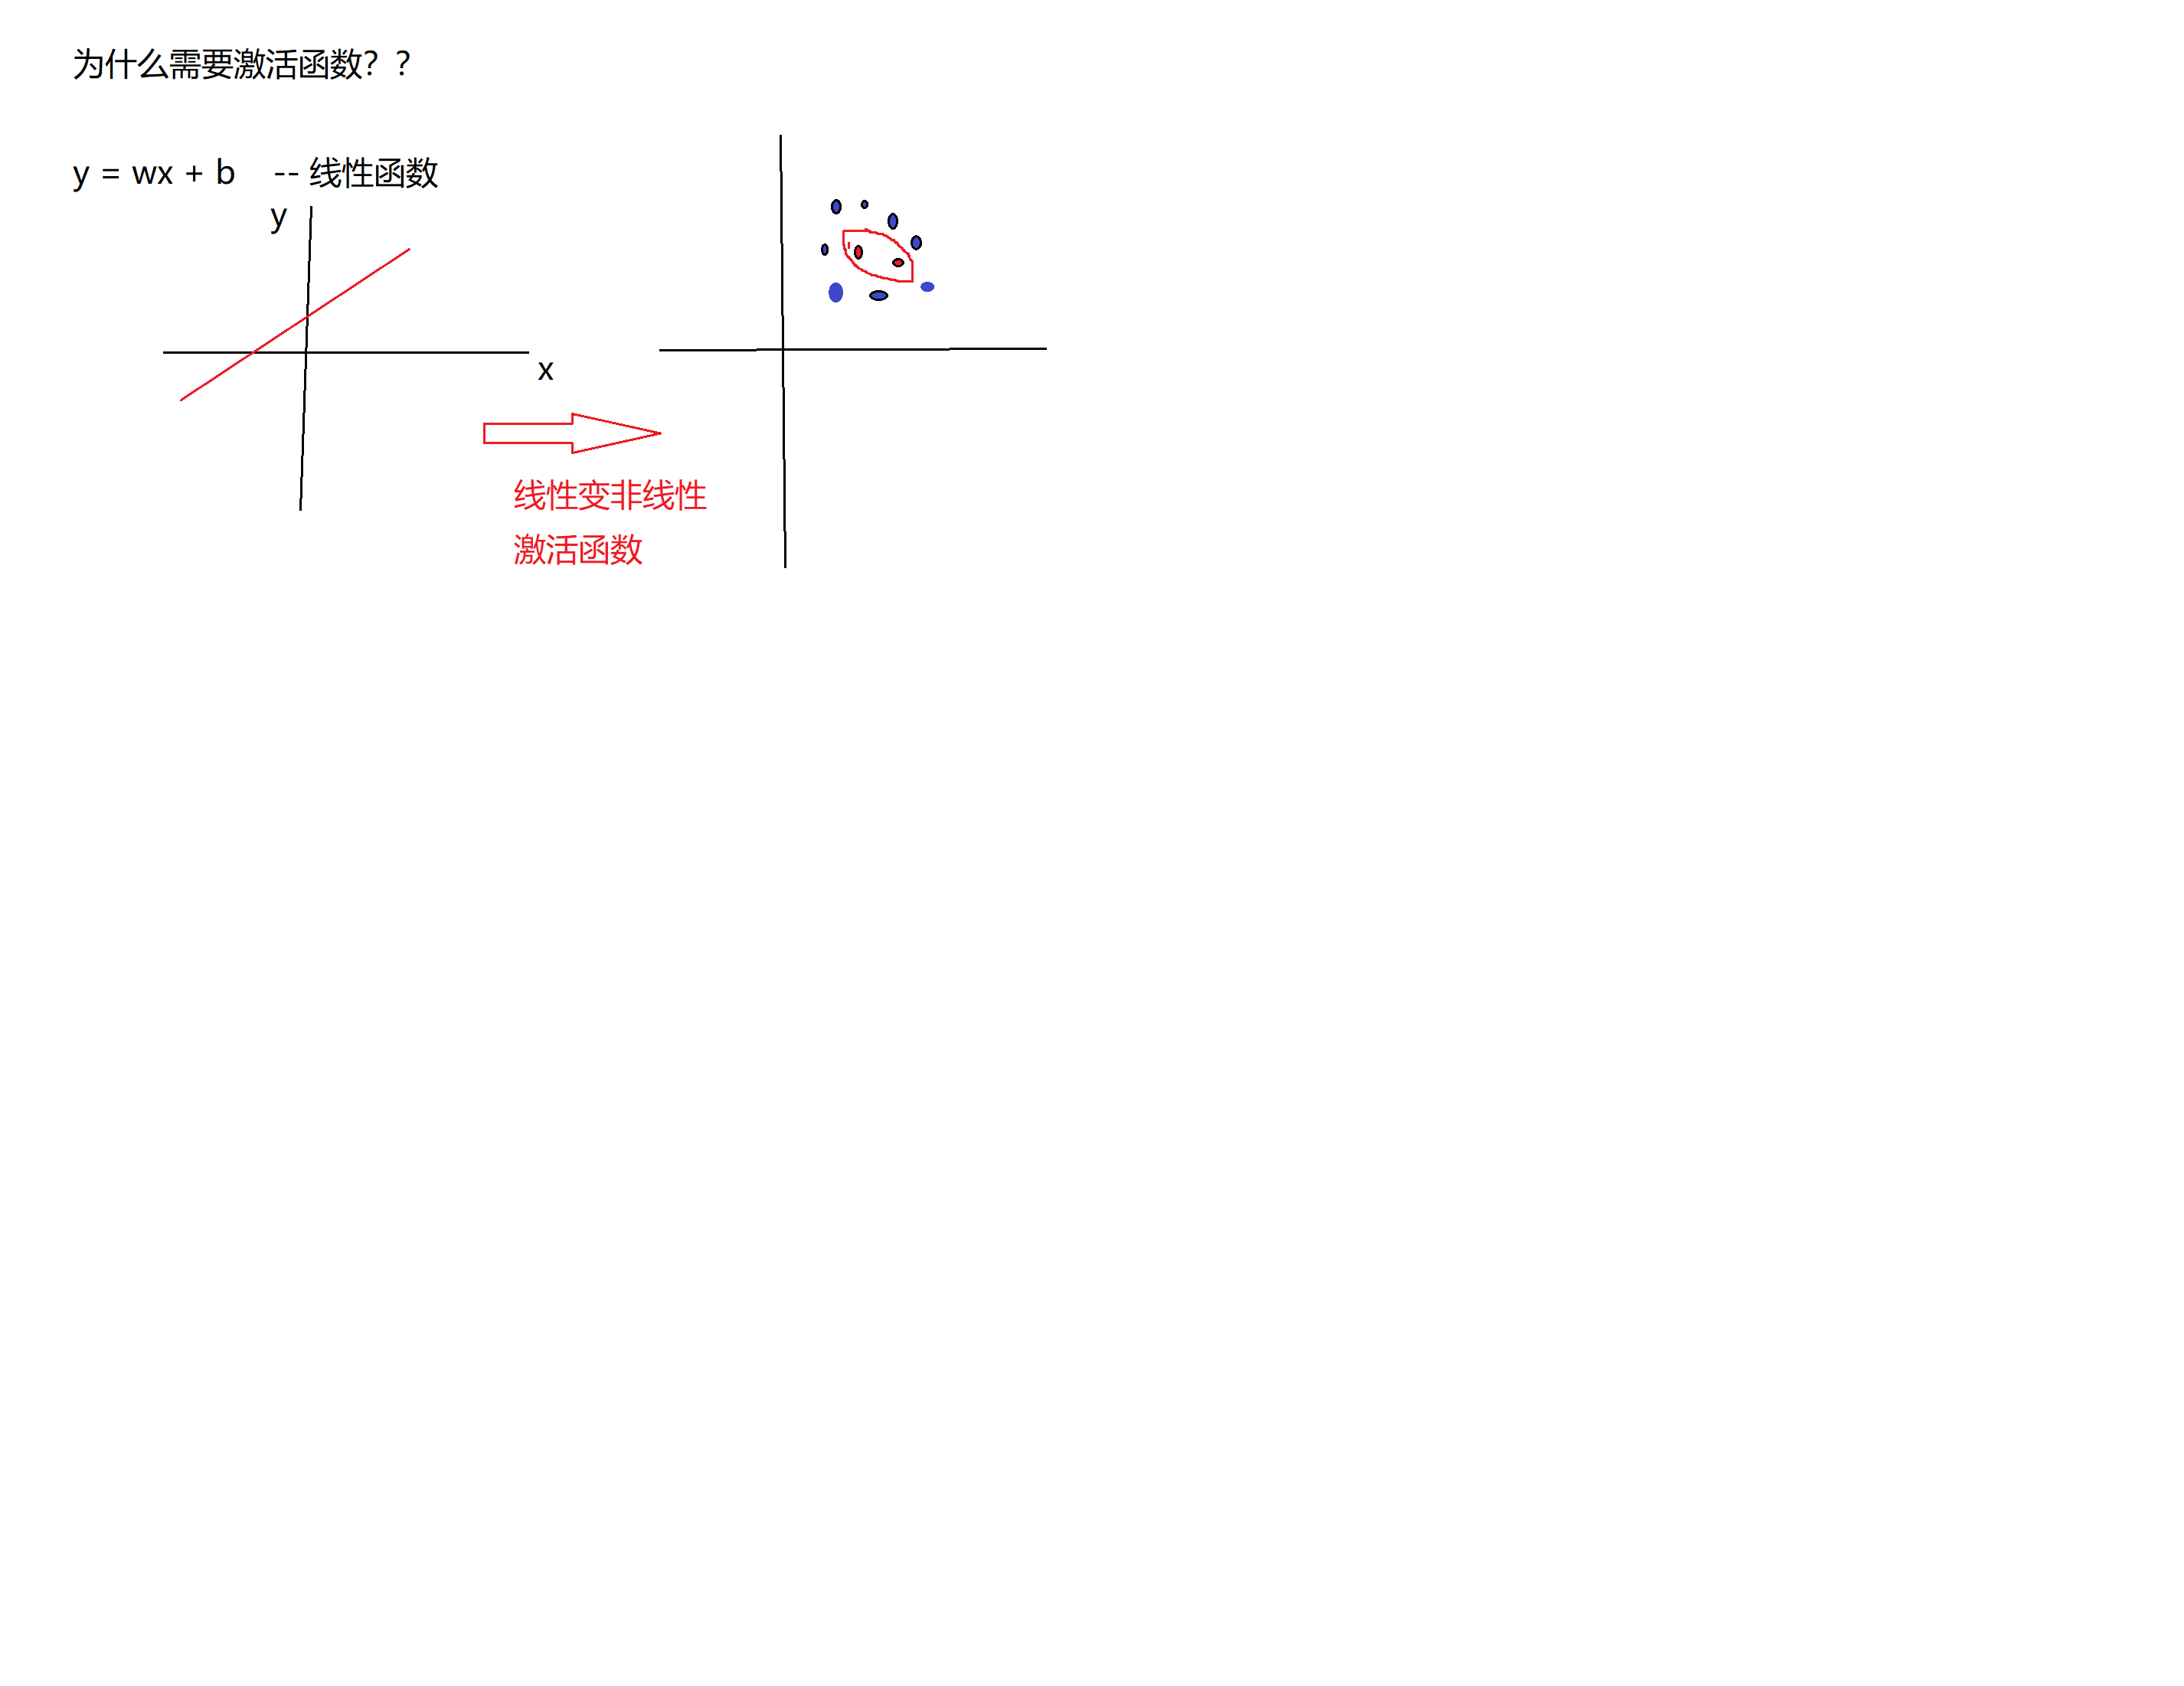 为什么需要激活函数？？
y = wx + b -- 线性函数
y
x
线性变非线性
激活函数